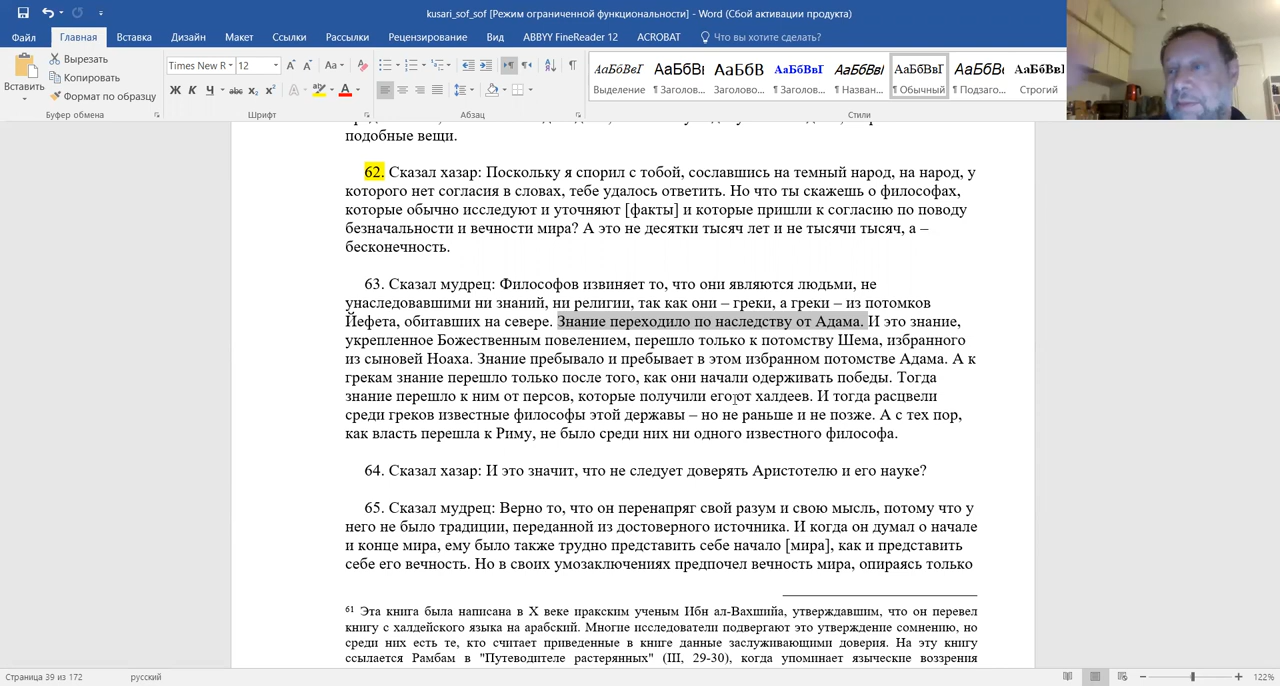 kusari_sof_sof [Режим ограниченной функциональности] - Word (Сбой активации продукта)
Файл Главная Вставка Дизайн Макет Ссылки Рассылки Рецензирование Вид ABBYY FineReader 12 ACROBAT Что вы хотите сделать?
Вставить
Вырезать
Копировать
Формат по образцу
Буфер обмена
Times New R 12
Ж К Ч abc x₂ x²
Шрифт
Абзац
АаБбВвГ АаБбВв АаБбВ АаБбВвГ АаБбВв АаБбВвГ АаБбВ АаБбВв
Выделение ¶ Заголов... Заголово... ¶ Заголов... ¶ Назван... ¶ Обычный ¶ Подзаго... Строгий
Стили
подобные вещи.
62. Сказал хазар: Поскольку я спорил с тобой, сославшись на темный народ, на народ, у
которого нет согласия в словах, тебе удалось ответить. Но что ты скажешь о философах,
которые обычно исследуют и уточняют [факты] и которые пришли к согласию по поводу
безначальности и вечности мира? А это не десятки тысяч лет и не тысячи тысяч, а –
бесконечность.
63. Сказал мудрец: Философов извиняет то, что они являются людьми, не
унаследовавшими ни знаний, ни религии, так как они – греки, а греки – из потомков
Йефета, обитавших на севере. Знание переходило по наследству от Адама. И это знание,
укрепленное Божественным повелением, перешло только к потомству Шема, избранного
из сыновей Ноаха. Знание пребывало и пребывает в этом избранном потомстве Адама. А к
грекам знание перешло только после того, как они начали одерживать победы. Тогда
знание перешло к ним от персов, которые получили его от халдеев. И тогда расцвели
среди греков известные философы этой державы – но не раньше и не позже. А с тех пор,
как власть перешла к Риму, не было среди них ни одного известного философа.
64. Сказал хазар: И это значит, что не следует доверять Аристотелю и его науке?
65. Сказал мудрец: Верно то, что он перенапряг свой разум и свою мысль, потому что у
него не было традиции, переданной из достоверного источника. И когда он думал о начале
и конце мира, ему было также трудно представить себе начало [мира], как и представить
себе его вечность. Но в своих умозаключениях предпочел вечность мира, опираясь только
61 Эта книга была написана в X веке иракским ученым Ибн ал-Вахшийа, утверждавшим, что он перевел
книгу с халдейского языка на арабский. Многие исследователи подвергают это утверждение сомнению, но
среди них есть те, кто считает приведенные в книге данные заслуживающими доверия. На эту книгу
ссылается Рамбам в "Путеводителе растерянных" (III, 29-30), когда упоминает языческие воззрения
Страница 39 из 172 русский 122%